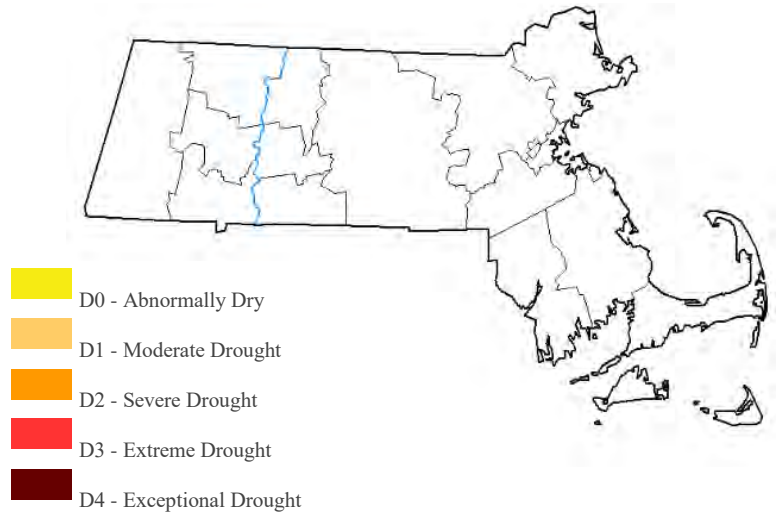 D0 - Abnormally Dry
D1 - Moderate Drought
D2 - Severe Drought
D3 - Extreme Drought
D4 - Exceptional Drought